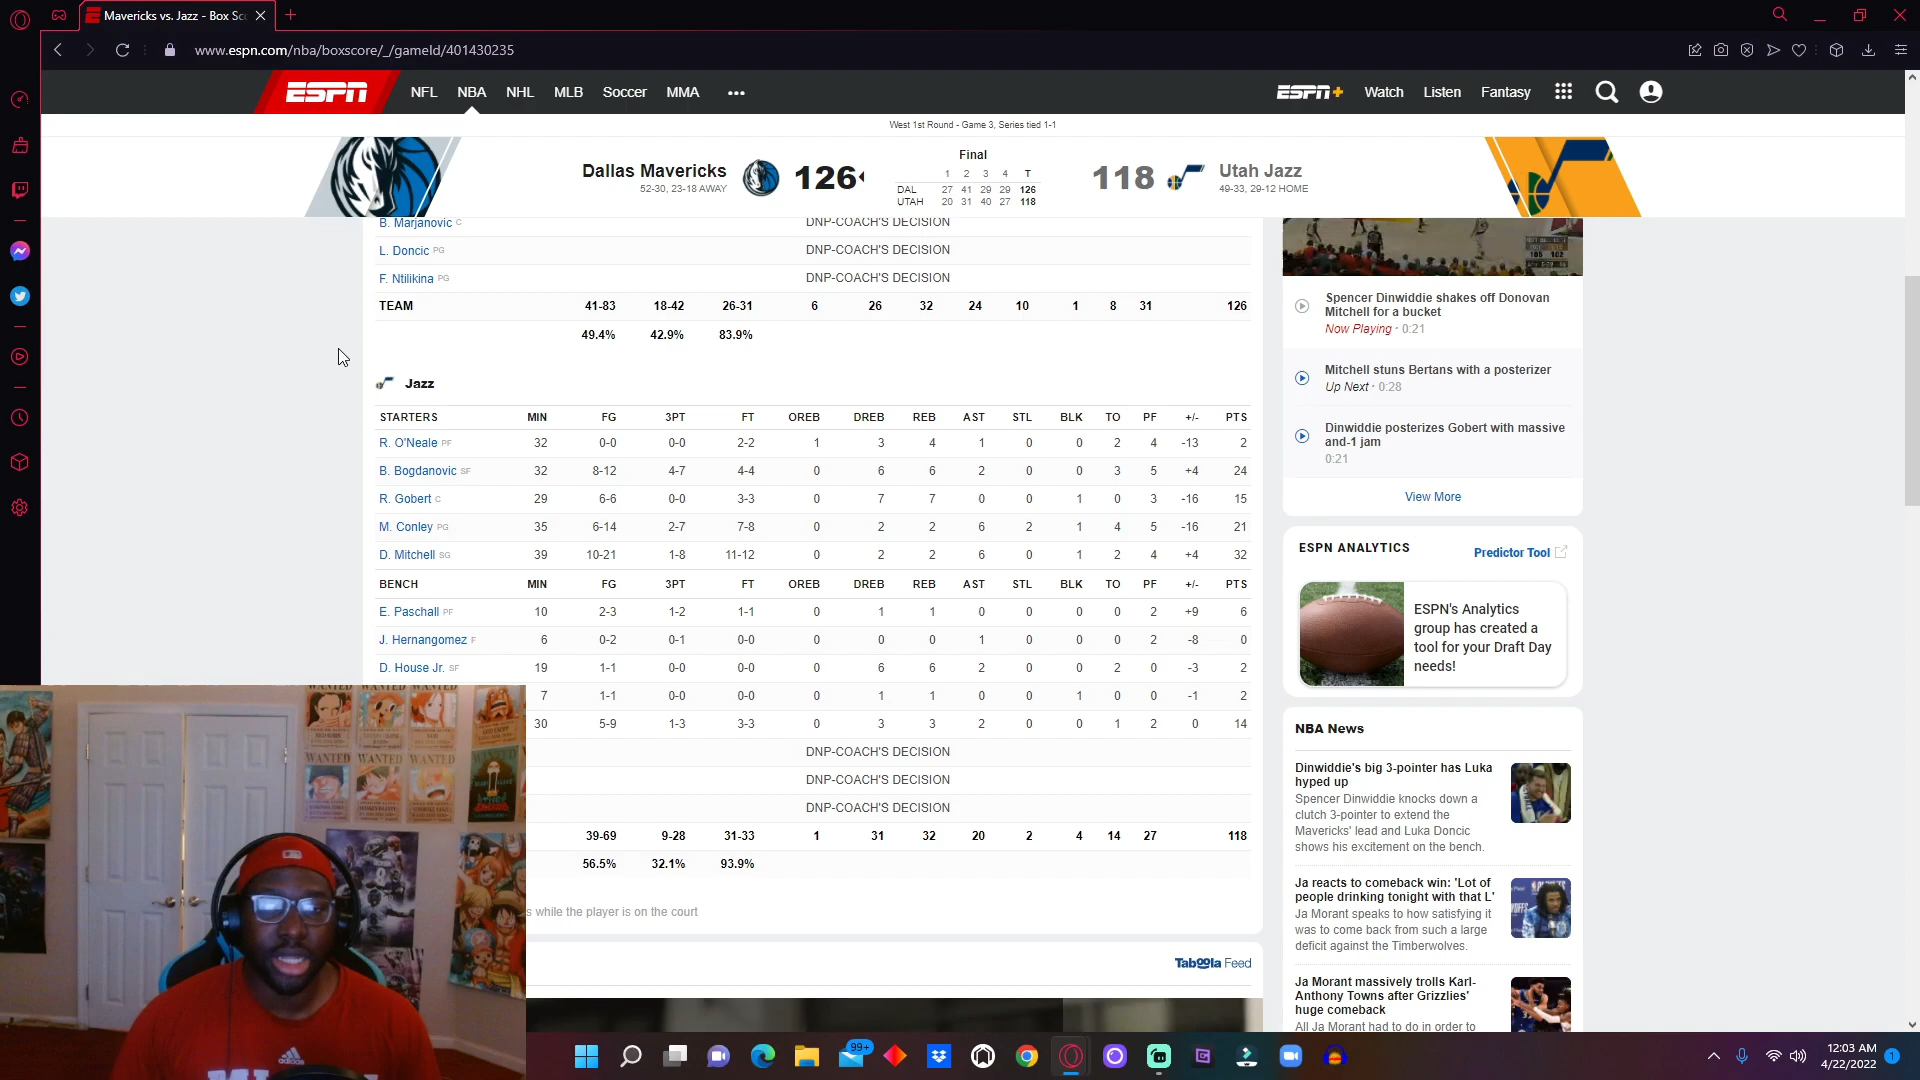 Mavericks vs. Jazz - Box Sc
www.espn.com/nba/boxscore/_/gameId/401430235
ESPN NFL NBA NHL MLB Soccer MMA ••• ESPN+ Watch Listen Fantasy
West 1st Round - Game 3, Series tied 1-1
Dallas Mavericks 126 Final 118 Utah Jazz
52-30, 23-18 AWAY 49-33, 29-12 HOME
1 2 3 4 T
DAL 27 41 29 29 126
UTAH 20 31 40 27 118
B. Marjanovic C DNP-COACH'S DECISION
L. Doncic PG DNP-COACH'S DECISION
F. Ntilikina PG DNP-COACH'S DECISION
TEAM 41-83 18-42 26-31 6 26 32 24 10 1 8 31 126
49.4% 42.9% 83.9%
Jazz
STARTERS MIN FG 3PT FT OREB DREB REB AST STL BLK TO PF +/- PTS
R. O'Neale PF 32 0-0 0-0 2-2 1 3 4 1 0 0 2 4 -13 2
B. Bogdanovic SF 32 8-12 4-7 4-4 0 6 6 2 0 0 3 5 +4 24
R. Gobert C 29 6-6 0-0 3-3 0 7 7 0 0 1 0 3 -16 15
M. Conley PG 35 6-14 2-7 7-8 0 2 2 6 2 1 4 5 -16 21
D. Mitchell SG 39 10-21 1-8 11-12 0 2 2 6 0 1 2 4 +4 32
BENCH MIN FG 3PT FT OREB DREB REB AST STL BLK TO PF +/- PTS
E. Paschall PF 10 2-3 1-2 1-1 0 1 1 0 0 0 0 2 +9 6
J. Hernangomez F 6 0-2 0-1 0-0 0 0 0 1 0 0 0 2 -8 0
D. House Jr. SF 19 1-1 0-0 0-0 0 6 6 2 0 0 2 0 -3 2
7 1-1 0-0 0-0 0 1 1 0 0 1 0 0 -1 2
30 5-9 1-3 3-3 0 3 3 2 0 0 1 2 0 14
DNP-COACH'S DECISION
DNP-COACH'S DECISION
DNP-COACH'S DECISION
39-69 9-28 31-33 1 31 32 20 2 4 14 27 118
56.5% 32.1% 93.9%
s while the player is on the court
Taboola Feed
Spencer Dinwiddie shakes off Donovan
Mitchell for a bucket
Now Playing · 0:21
Mitchell stuns Bertans with a posterizer
Up Next · 0:28
Dinwiddie posterizes Gobert with massive
and-1 jam
0:21
View More
ESPN ANALYTICS Predictor Tool
ESPN's Analytics
group has created a
tool for your Draft Day
needs!
NBA News
Dinwiddie's big 3-pointer has Luka
hyped up
Spencer Dinwiddie knocks down a
clutch 3-pointer to extend the
Mavericks' lead and Luka Doncic
shows his excitement on the bench.
Ja reacts to comeback win: 'Lot of
people drinking tonight with that L'
Ja Morant speaks to how satisfying it
was to come back from such a large
deficit against the Timberwolves.
Ja Morant massively trolls Karl-
Anthony Towns after Grizzlies'
huge comeback
All Ja Morant had to do in order to
WANTED WANTED WANTED
WANTED WANTED WANTED
adidas
99+
12:03 AM
4/22/2022
1